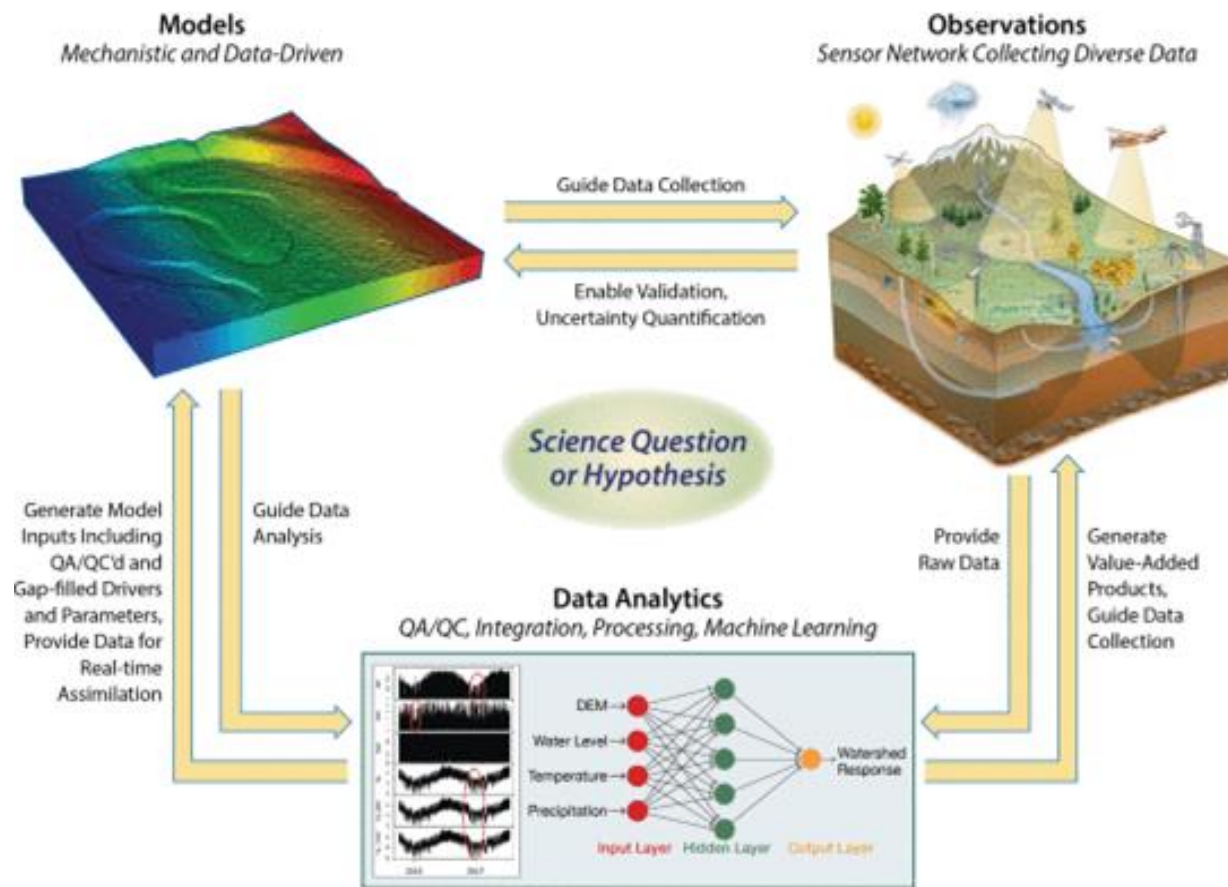 Models
Mechanistic and Data-Driven
Observations
Sensor Network Collecting Diverse Data
Guide Data Collection
Enable Validation,
Uncertainty Quantification
Science Question
or Hypothesis
Generate Model
Inputs Including
QA/QC'd and
Gap-filled Drivers
and Parameters,
Provide Data for
Real-time
Assimilation
Guide Data
Analysis
Provide
Raw Data
Generate
Value-Added
Products,
Guide Data
Collection
Data Analytics
QA/QC, Integration, Processing, Machine Learning
DEM
Water Level
Temperature
Precipitation
Watershed
Response
Input Layer
Hidden Layer
Output Layer